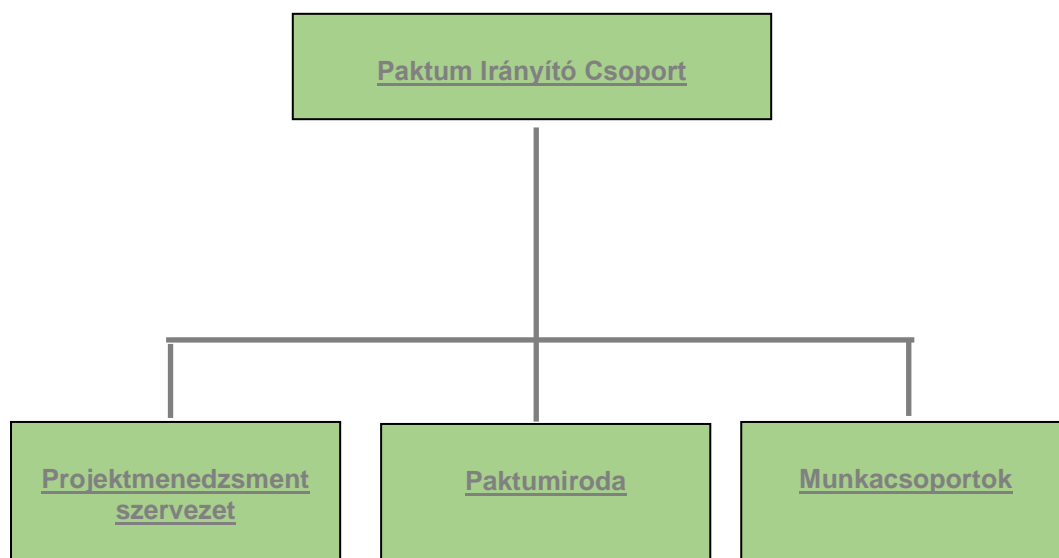 Paktum Irányító Csoport
Projektmenedzsment
szervezet
Paktumiroda
Munkacsoportok